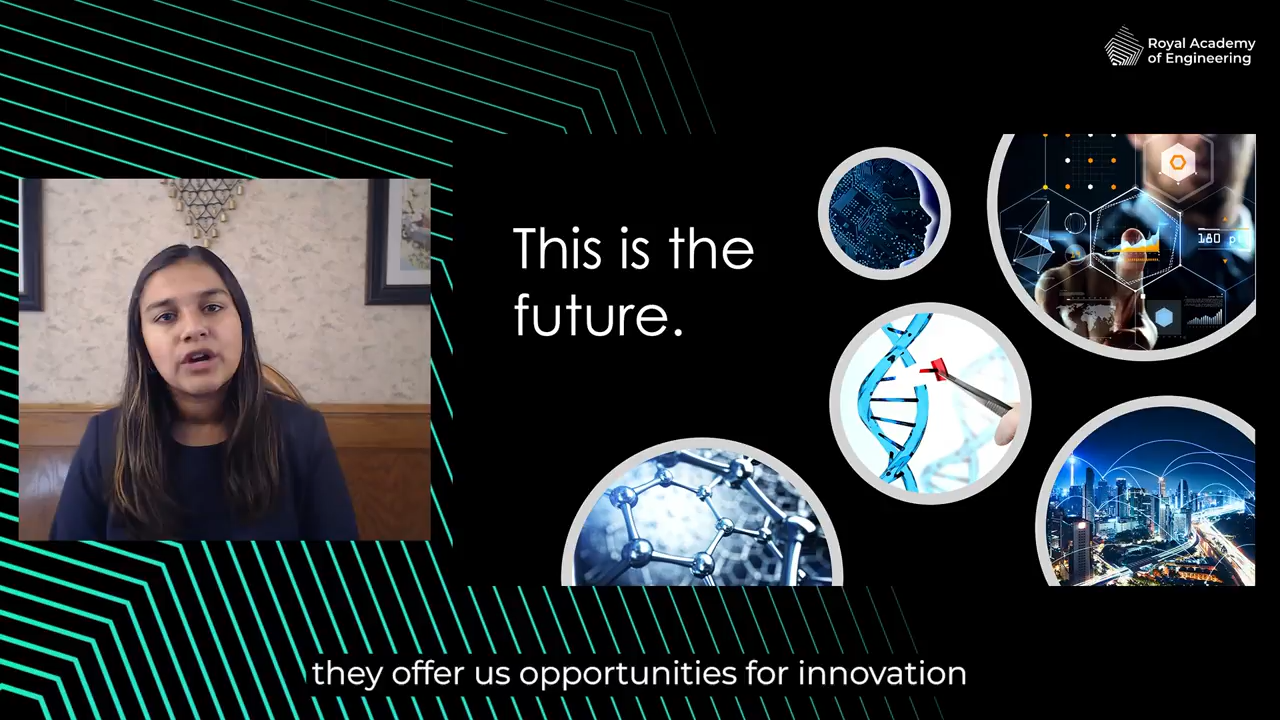 Royal Academy
of Engineering
This is the
future.
180
they offer us opportunities for innovation